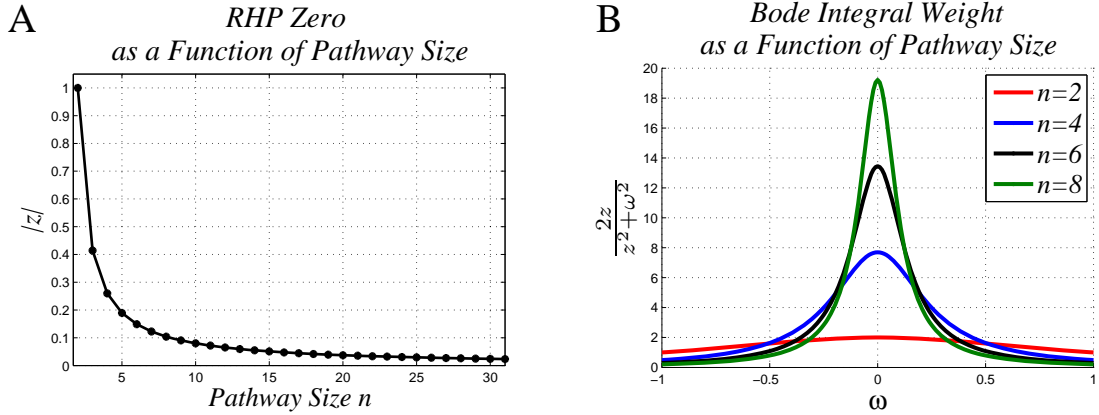 A
RHP Zero
as a Function of Pathway Size
|z|
1
0.9
0.8
0.7
0.6
0.5
0.4
0.3
0.2
0.1
0
5
10
15
20
25
30
Pathway Size n
B
Bode Integral Weight
as a Function of Pathway Size
2z
z²+ω²
20
18
16
14
12
10
8
6
4
2
0
−1
−0.5
0
0.5
1
ω
n=2
n=4
n=6
n=8